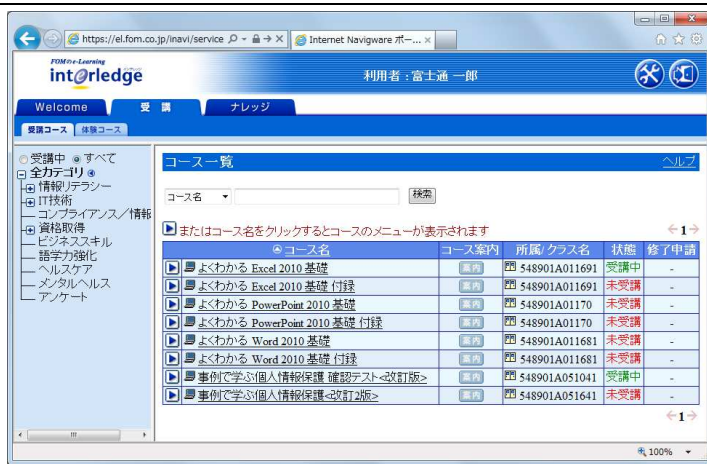 https://el.fom.co.jp/inavi/service
Internet Navigware ポー...
FOMのe-Learning
internet@rledge
利用者 : 富士通 一郎
Welcome 受 講 ナレッジ
受講コース 体験コース
受講中 すべて
全カテゴリ
情報リテラシー
IT技術
コンプライアンス／情報
資格取得
ビジネススキル
語学力強化
ヘルスケア
メンタルヘルス
アンケート
コース一覧 ヘルプ
コース名 検索
またはコース名をクリックするとコースのメニューが表示されます ←1→
コース名 コース案内 所属/クラス名 状態 修了申請
よくわかる Excel 2010 基礎 案内 548901A011691 受講中 -
よくわかる Excel 2010 基礎 付録 案内 548901A011691 未受講 -
よくわかる PowerPoint 2010 基礎 案内 548901A01170 未受講 -
よくわかる PowerPoint 2010 基礎 付録 案内 548901A01170 未受講 -
よくわかる Word 2010 基礎 案内 548901A011681 未受講 -
よくわかる Word 2010 基礎 付録 案内 548901A011681 未受講 -
事例で学ぶ個人情報保護 確認テスト<改訂版> 案内 548901A051041 受講中 -
事例で学ぶ個人情報保護<改訂2版> 案内 548901A051641 未受講 -
←1→
100%